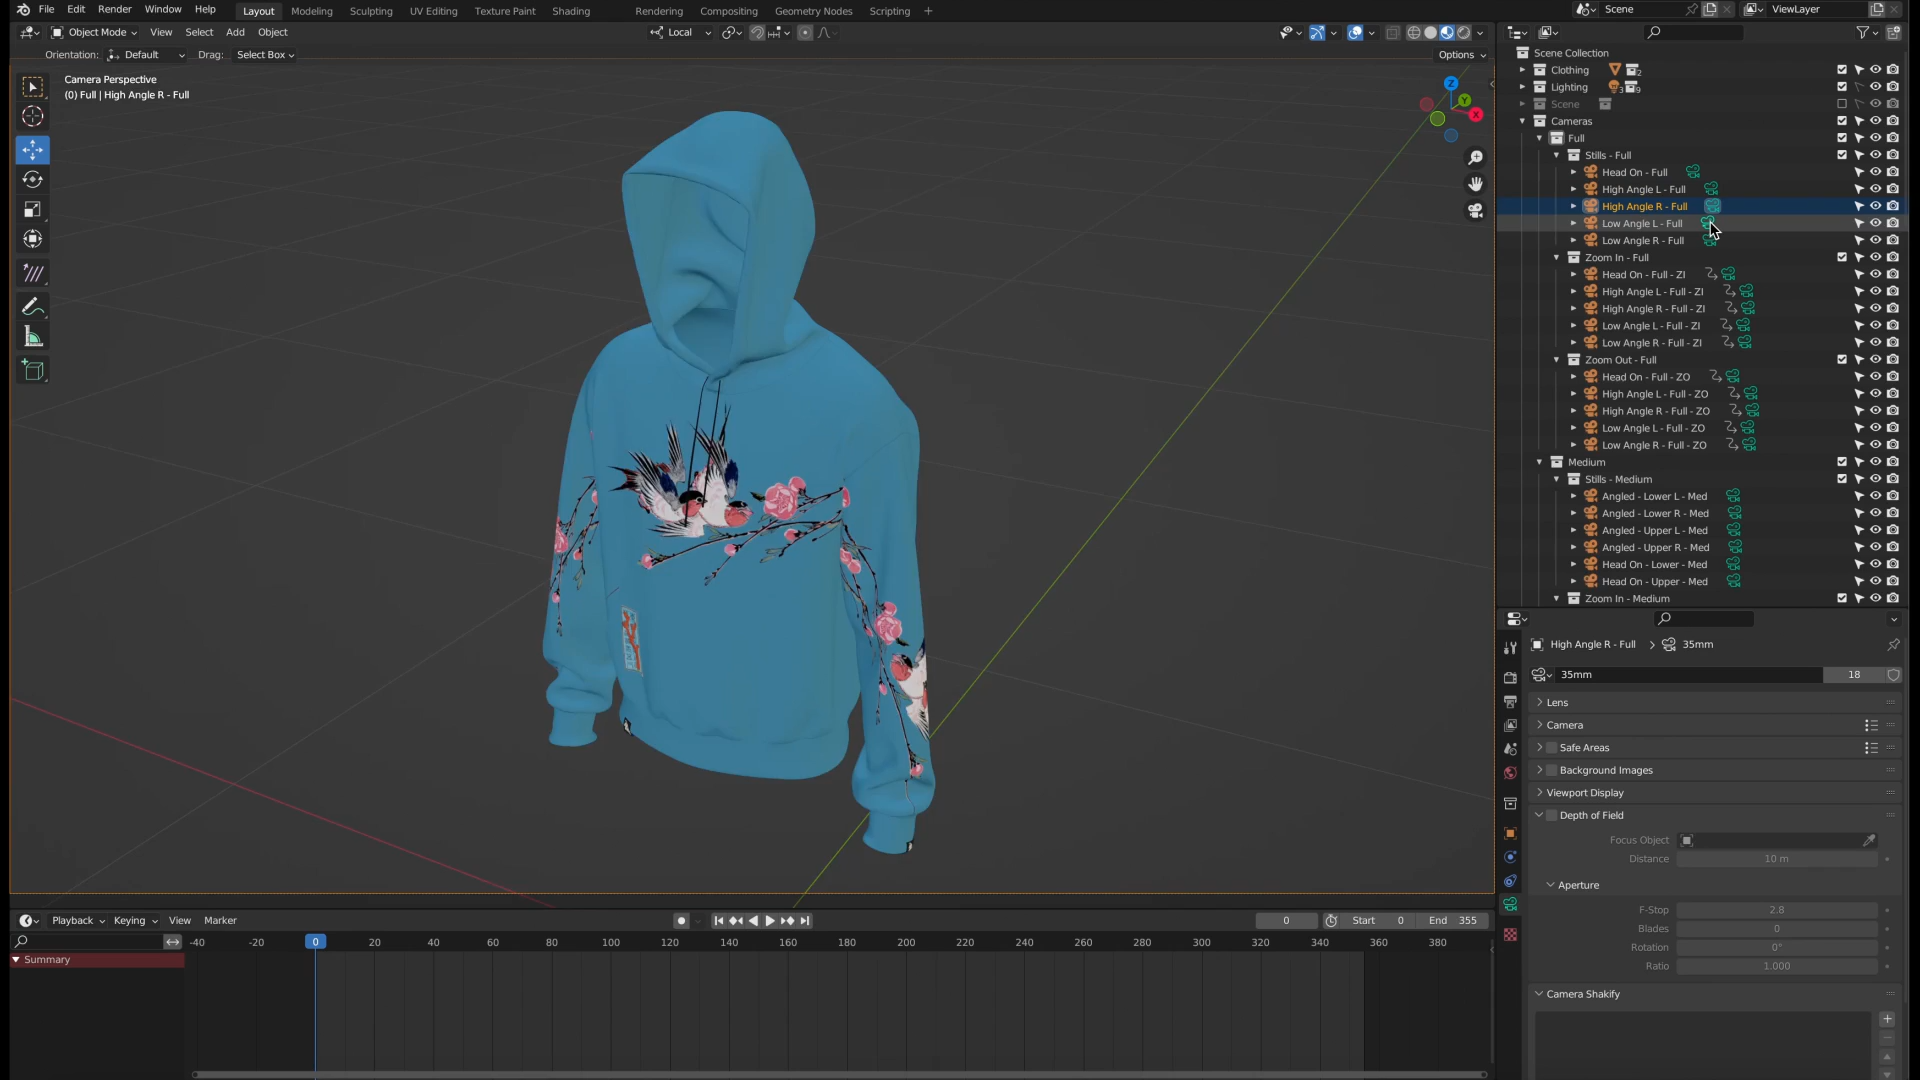 File Edit Render Window Help Layout Modeling Sculpting UV Editing Texture Paint Shading Rendering Compositing Geometry Nodes Scripting + Scene ViewLayer
Object Mode View Select Add Object Local
Orientation: Default Drag: Select Box Options
Camera Perspective
(0) Full | High Angle R - Full
Z
Y
X
Scene Collection
Clothing 2
Lighting 3 9
Scene
Cameras
Full
Stills - Full
Head On - Full
High Angle L - Full
High Angle R - Full
Low Angle L - Full
Low Angle R - Full
Zoom In - Full
Head On - Full - ZI
High Angle L - Full - ZI
High Angle R - Full - ZI
Low Angle L - Full - ZI
Low Angle R - Full - ZI
Zoom Out - Full
Head On - Full - ZO
High Angle L - Full - ZO
High Angle R - Full - ZO
Low Angle L - Full - ZO
Low Angle R - Full - ZO
Medium
Stills - Medium
Angled - Lower L - Med
Angled - Lower R - Med
Angled - Upper L - Med
Angled - Upper R - Med
Head On - Lower - Med
Head On - Upper - Med
Zoom In - Medium
High Angle R - Full > 35mm
35mm 18
Lens
Camera
Safe Areas
Background Images
Viewport Display
Depth of Field
Focus Object
Distance 10 m
Aperture
F-Stop 2.8
Blades 0
Rotation 0°
Ratio 1.000
Camera Shakify
Playback Keying View Marker 0 Start 0 End 355
-40 -20 0 20 40 60 80 100 120 140 160 180 200 220 240 260 280 300 320 340 360 380
Summary